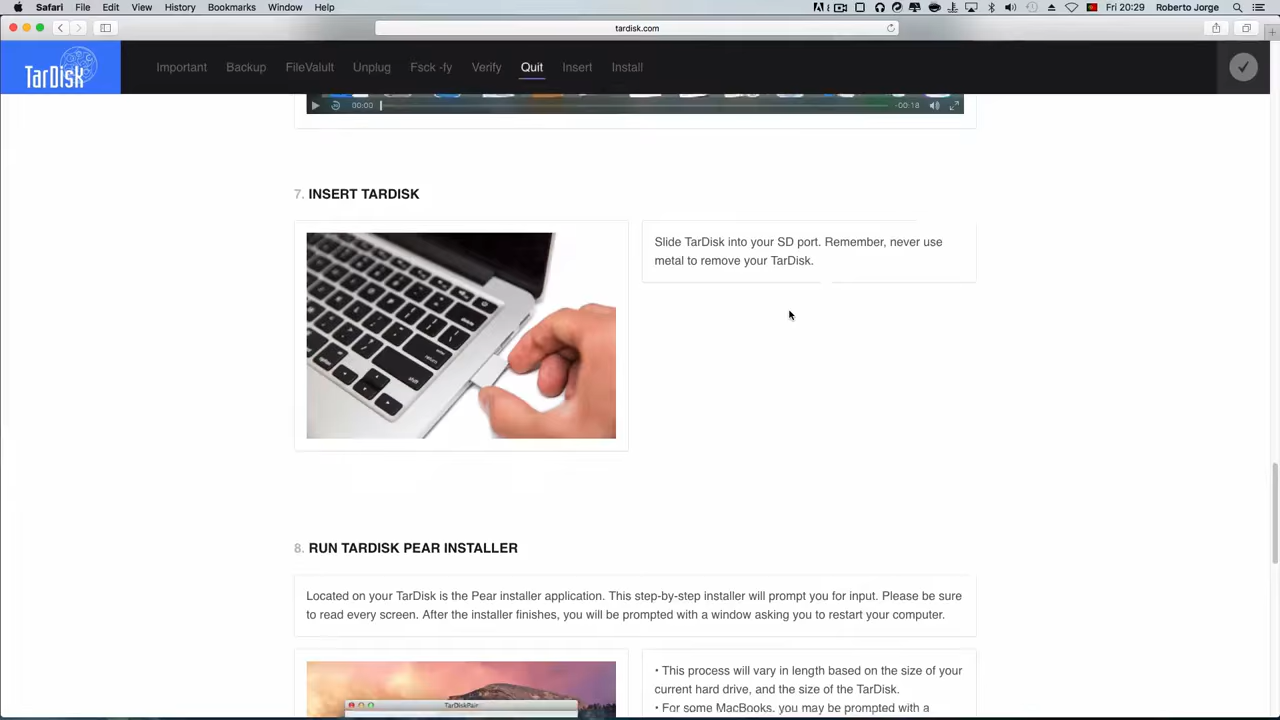 Safari File Edit View History Bookmarks Window Help
Fri 20:29 Roberto Jorge
tardisk.com
TarDisk
Important Backup FileValult Unplug Fsck -fy Verify Quit Insert Install
00:00 -00:18
7. INSERT TARDISK
Slide TarDisk into your SD port. Remember, never use
metal to remove your TarDisk.
option
return
shift
8. RUN TARDISK PEAR INSTALLER
Located on your TarDisk is the Pear installer application. This step-by-step installer will prompt you for input. Please be sure
to read every screen. After the installer finishes, you will be prompted with a window asking you to restart your computer.
TarDiskPair
• This process will vary in length based on the size of your
current hard drive, and the size of the TarDisk.
• For some MacBooks, you may be prompted with a